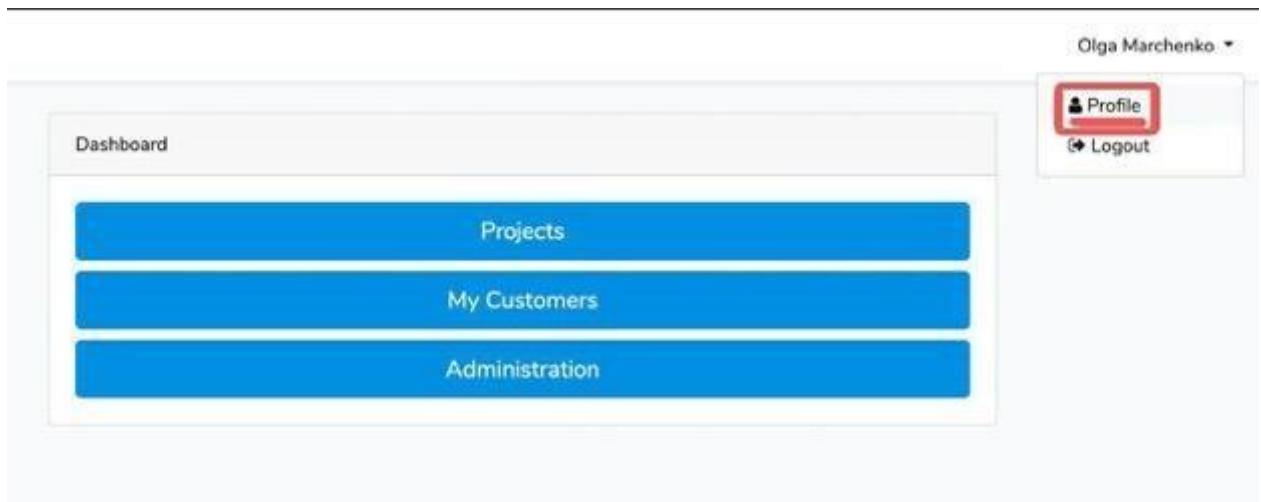 Olga Marchenko
Profile
Logout
Dashboard
Projects
My Customers
Administration